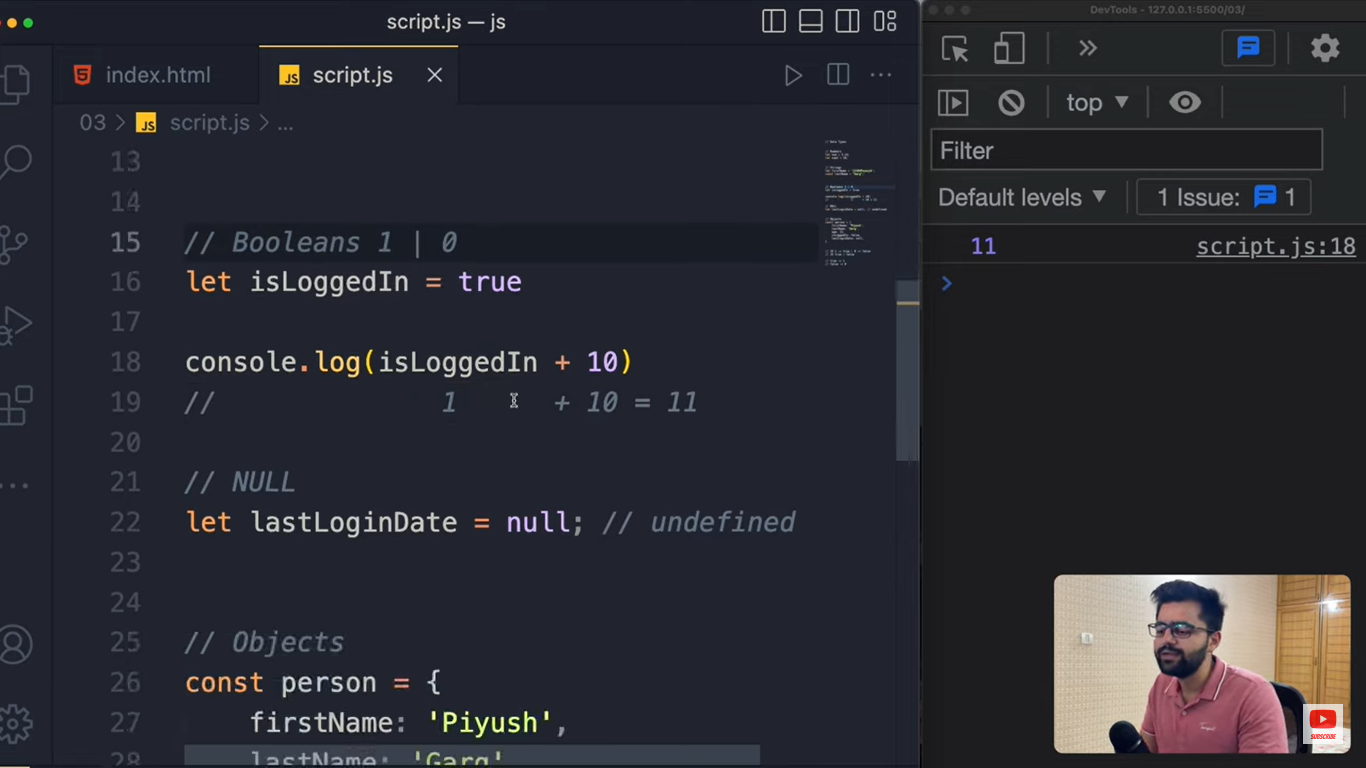 script.js — js
index.html
JS script.js
03 > JS script.js > ...
13
14
15 // Booleans 1 | 0
16 let isLoggedIn = true
17
18 console.log(isLoggedIn + 10)
19 // 1 + 10 = 11
20
21 // NULL
22 let lastLoginDate = null; // undefined
23
24
25 // Objects
26 const person = {
27 firstName: 'Piyush',
28 lastName: 'Garg'
DevTools - 127.0.0.1:5500/03/
top
Filter
Default levels
1 Issue: 1
11 script.js:18
SUBSCRIBE